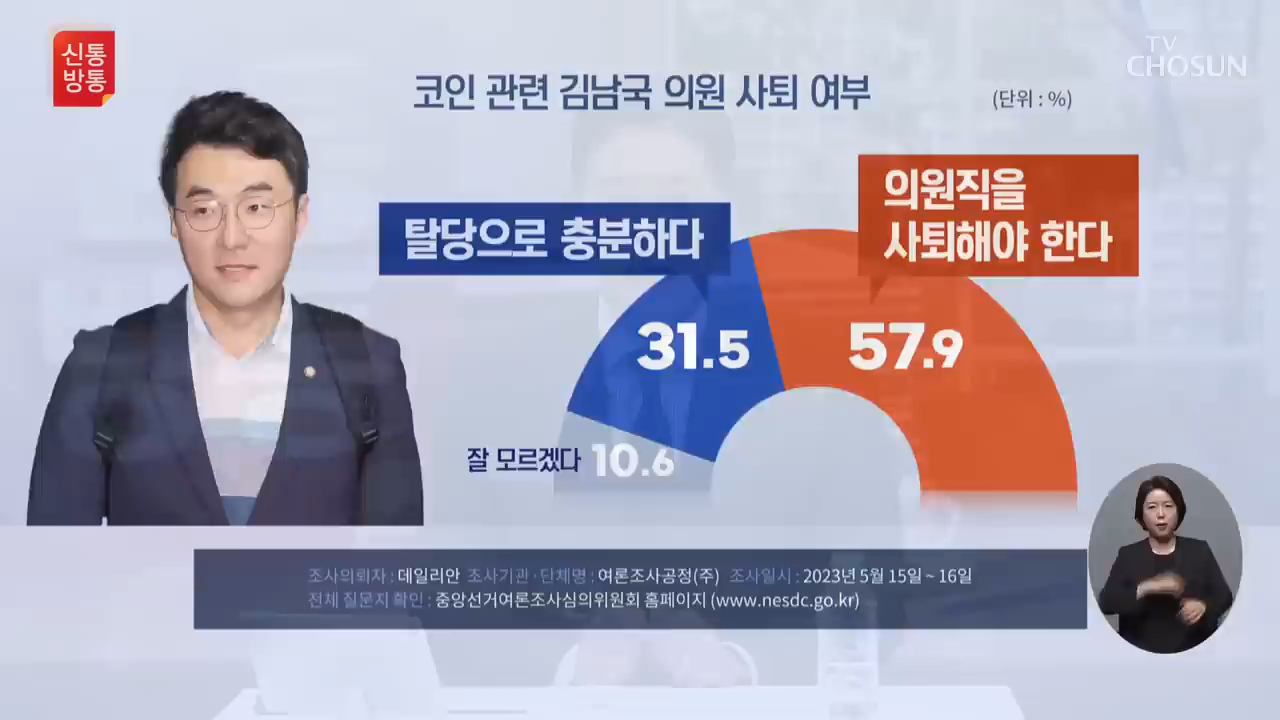 신통
방통
TV
CHOSUN
코인 관련 김남국 의원 사퇴 여부
(단위 : %)
의원직을
사퇴해야 한다
탈당으로 충분하다
31.5
57.9
잘 모르겠다 10.6
조사의뢰자 : 데일리안 조사기관·단체명 : 여론조사공정(주) 조사일시 : 2023년 5월 15일 ~ 16일
전체 질문지 확인 : 중앙선거여론조사심의위원회 홈페이지 (www.nesdc.go.kr)